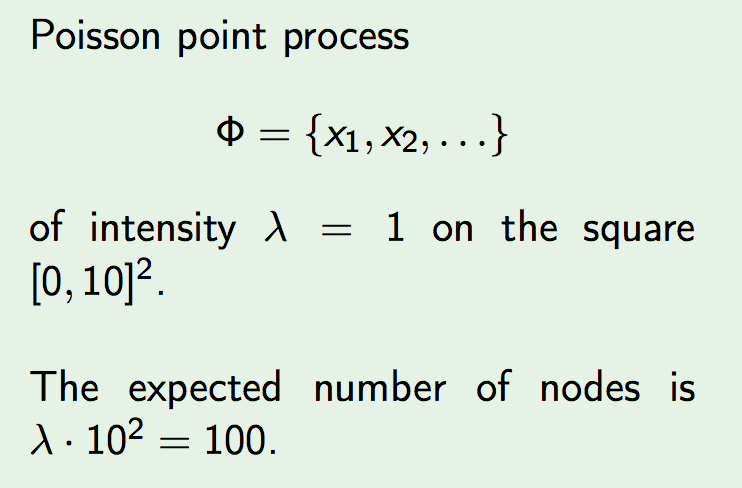 Poisson point process
Φ = {x₁, x₂, . . .}
of intensity λ = 1 on the square
[0, 10]².
The expected number of nodes is
λ · 10² = 100.